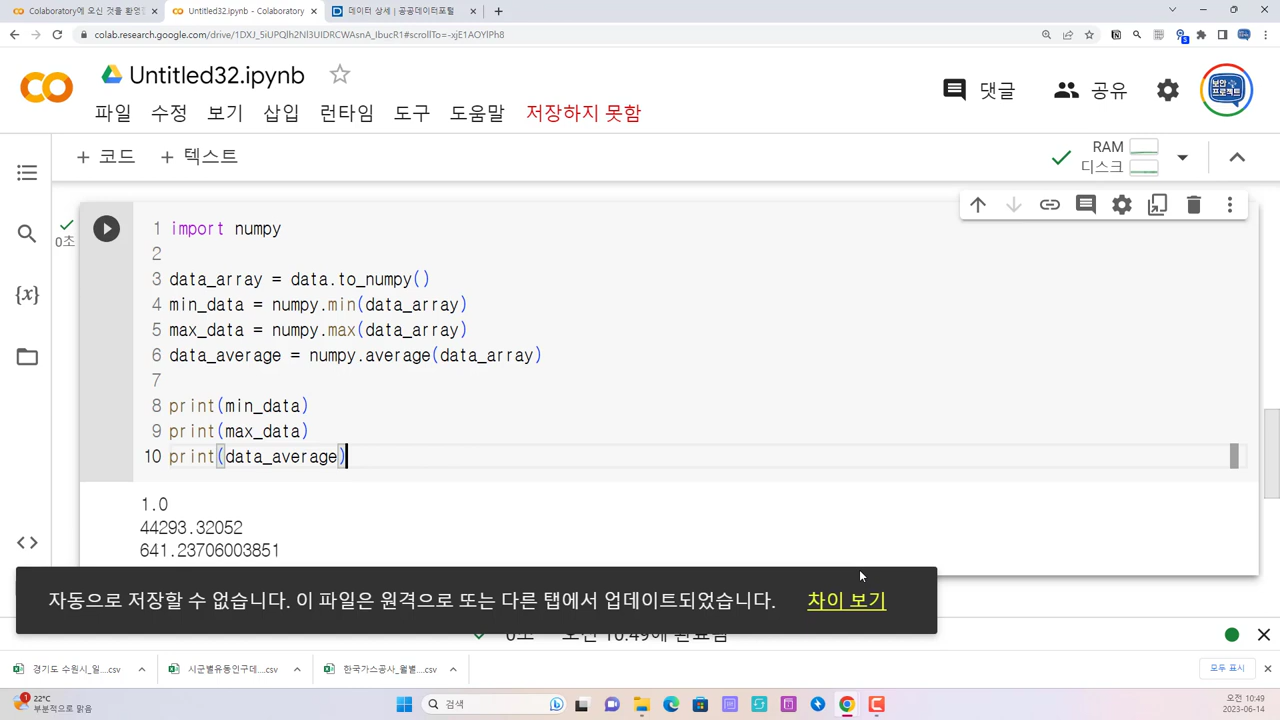 Colaboratory에 오신 것을 환영합
Untitled32.ipynb - Colaboratory
데이터 상세 | 공공데이터포털
colab.research.google.com/drive/1DXJ_5iUPQlh2NI3UIDRCWAsnA_IbucR1#scrollTo=-xjE1AOYlPh8
Untitled32.ipynb
댓글
공유
파일 수정 보기 삽입 런타임 도구 도움말 저장하지 못함
+ 코드 + 텍스트
RAM
디스크
0초
1 import numpy
2
3 data_array = data.to_numpy()
4 min_data = numpy.min(data_array)
5 max_data = numpy.max(data_array)
6 data_average = numpy.average(data_array)
7
8 print(min_data)
9 print(max_data)
10 print(data_average)
{x}
1.0
44293.32052
641.23706003851
자동으로 저장할 수 없습니다. 이 파일은 원격으로 또는 다른 탭에서 업데이트되었습니다. 차이 보기
0초 오전 10:49에 완료됨
경기도 수원시_일....csv
시군별유동인구데....csv
한국가스공사_월별....csv
모두 표시
22°C
부분적으로 맑음
검색
오전 10:49
2023-06-14